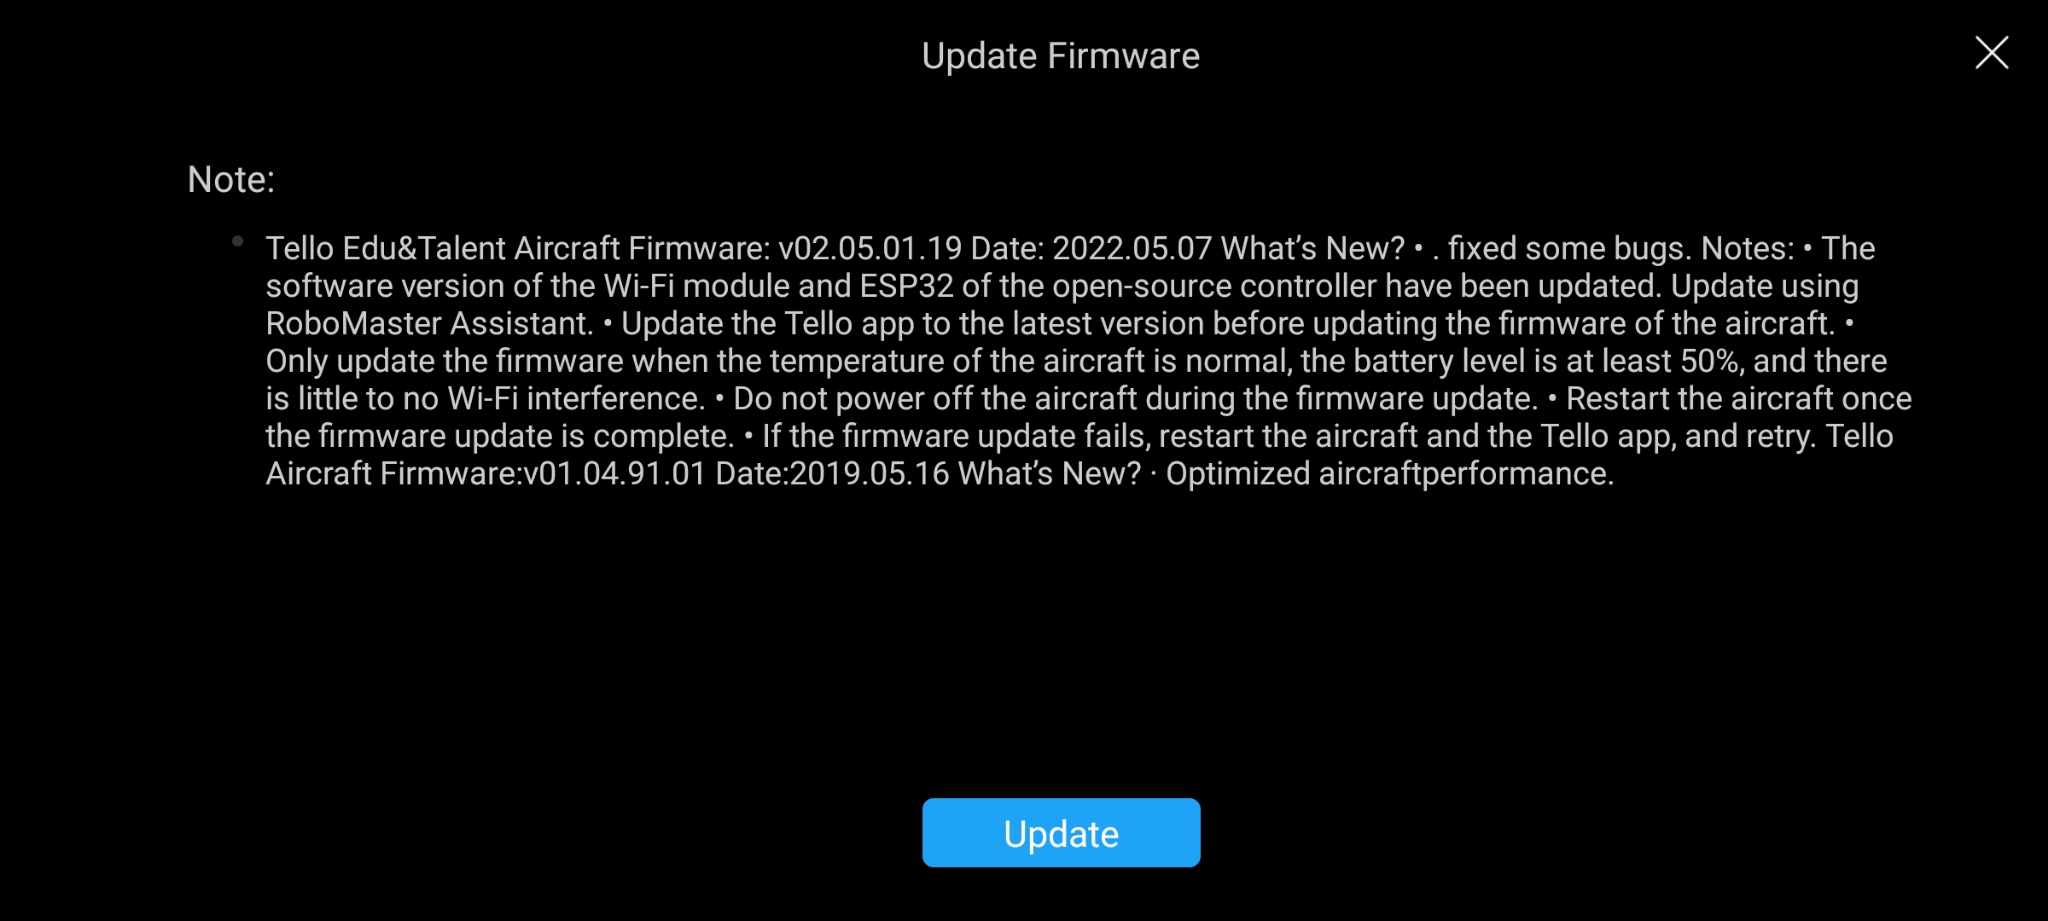 Update Firmware
Note:
• Tello Edu&Talent Aircraft Firmware: v02.05.01.19 Date: 2022.05.07 What’s New? • . fixed some bugs. Notes: • The
software version of the Wi-Fi module and ESP32 of the open-source controller have been updated. Update using
RoboMaster Assistant. • Update the Tello app to the latest version before updating the firmware of the aircraft. •
Only update the firmware when the temperature of the aircraft is normal, the battery level is at least 50%, and there
is little to no Wi-Fi interference. • Do not power off the aircraft during the firmware update. • Restart the aircraft once
the firmware update is complete. • If the firmware update fails, restart the aircraft and the Tello app, and retry. Tello
Aircraft Firmware:v01.04.91.01 Date:2019.05.16 What’s New? · Optimized aircraftperformance.
Update